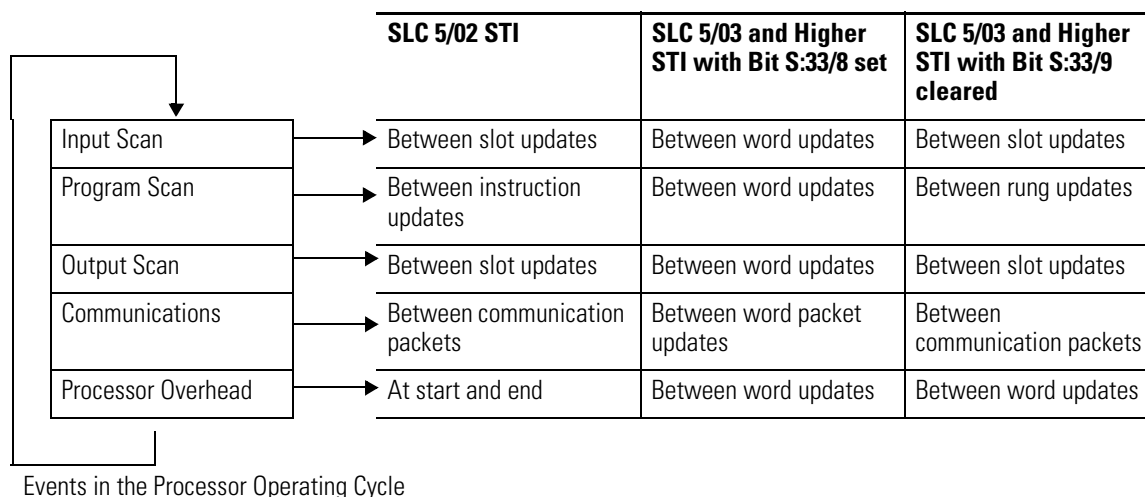 SLC 5/02 STI
SLC 5/03 and Higher
STI with Bit S:33/8 set
SLC 5/03 and Higher
STI with Bit S:33/9
cleared
Input Scan
Between slot updates
Between word updates
Between slot updates
Program Scan
Between instruction
updates
Between word updates
Between rung updates
Output Scan
Between slot updates
Between word updates
Between slot updates
Communications
Between communication
packets
Between word packet
updates
Between
communication packets
Processor Overhead
At start and end
Between word updates
Between word updates
Events in the Processor Operating Cycle